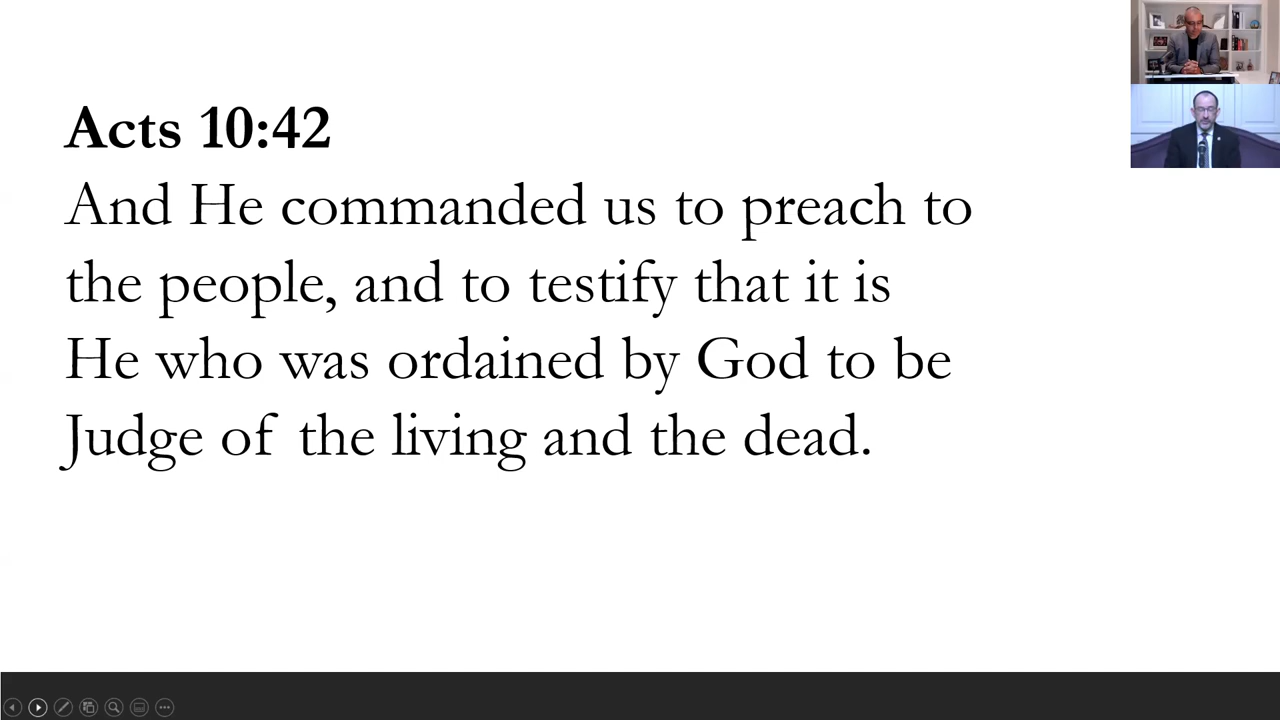 Acts 10:42
And He commanded us to preach to
the people, and to testify that it is
He who was ordained by God to be
Judge of the living and the dead.